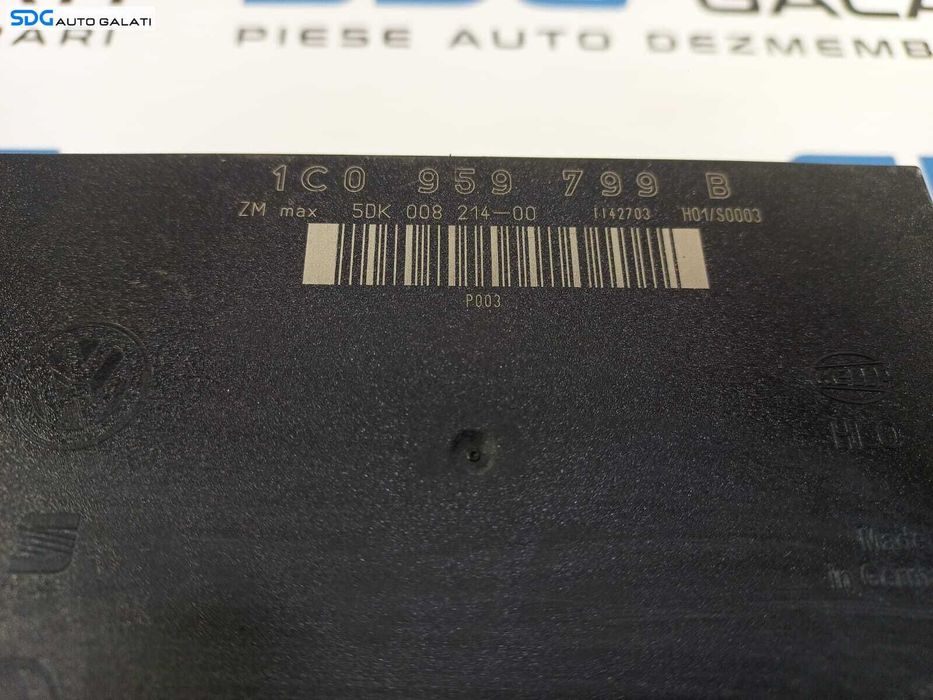 SDG AUTO GALATI
PIESE AUTO DEZMEMB
1C0 959 799 B
ZM max 5DK 008 214-00 1142703 H01/S0003
P003
Made
in Germ